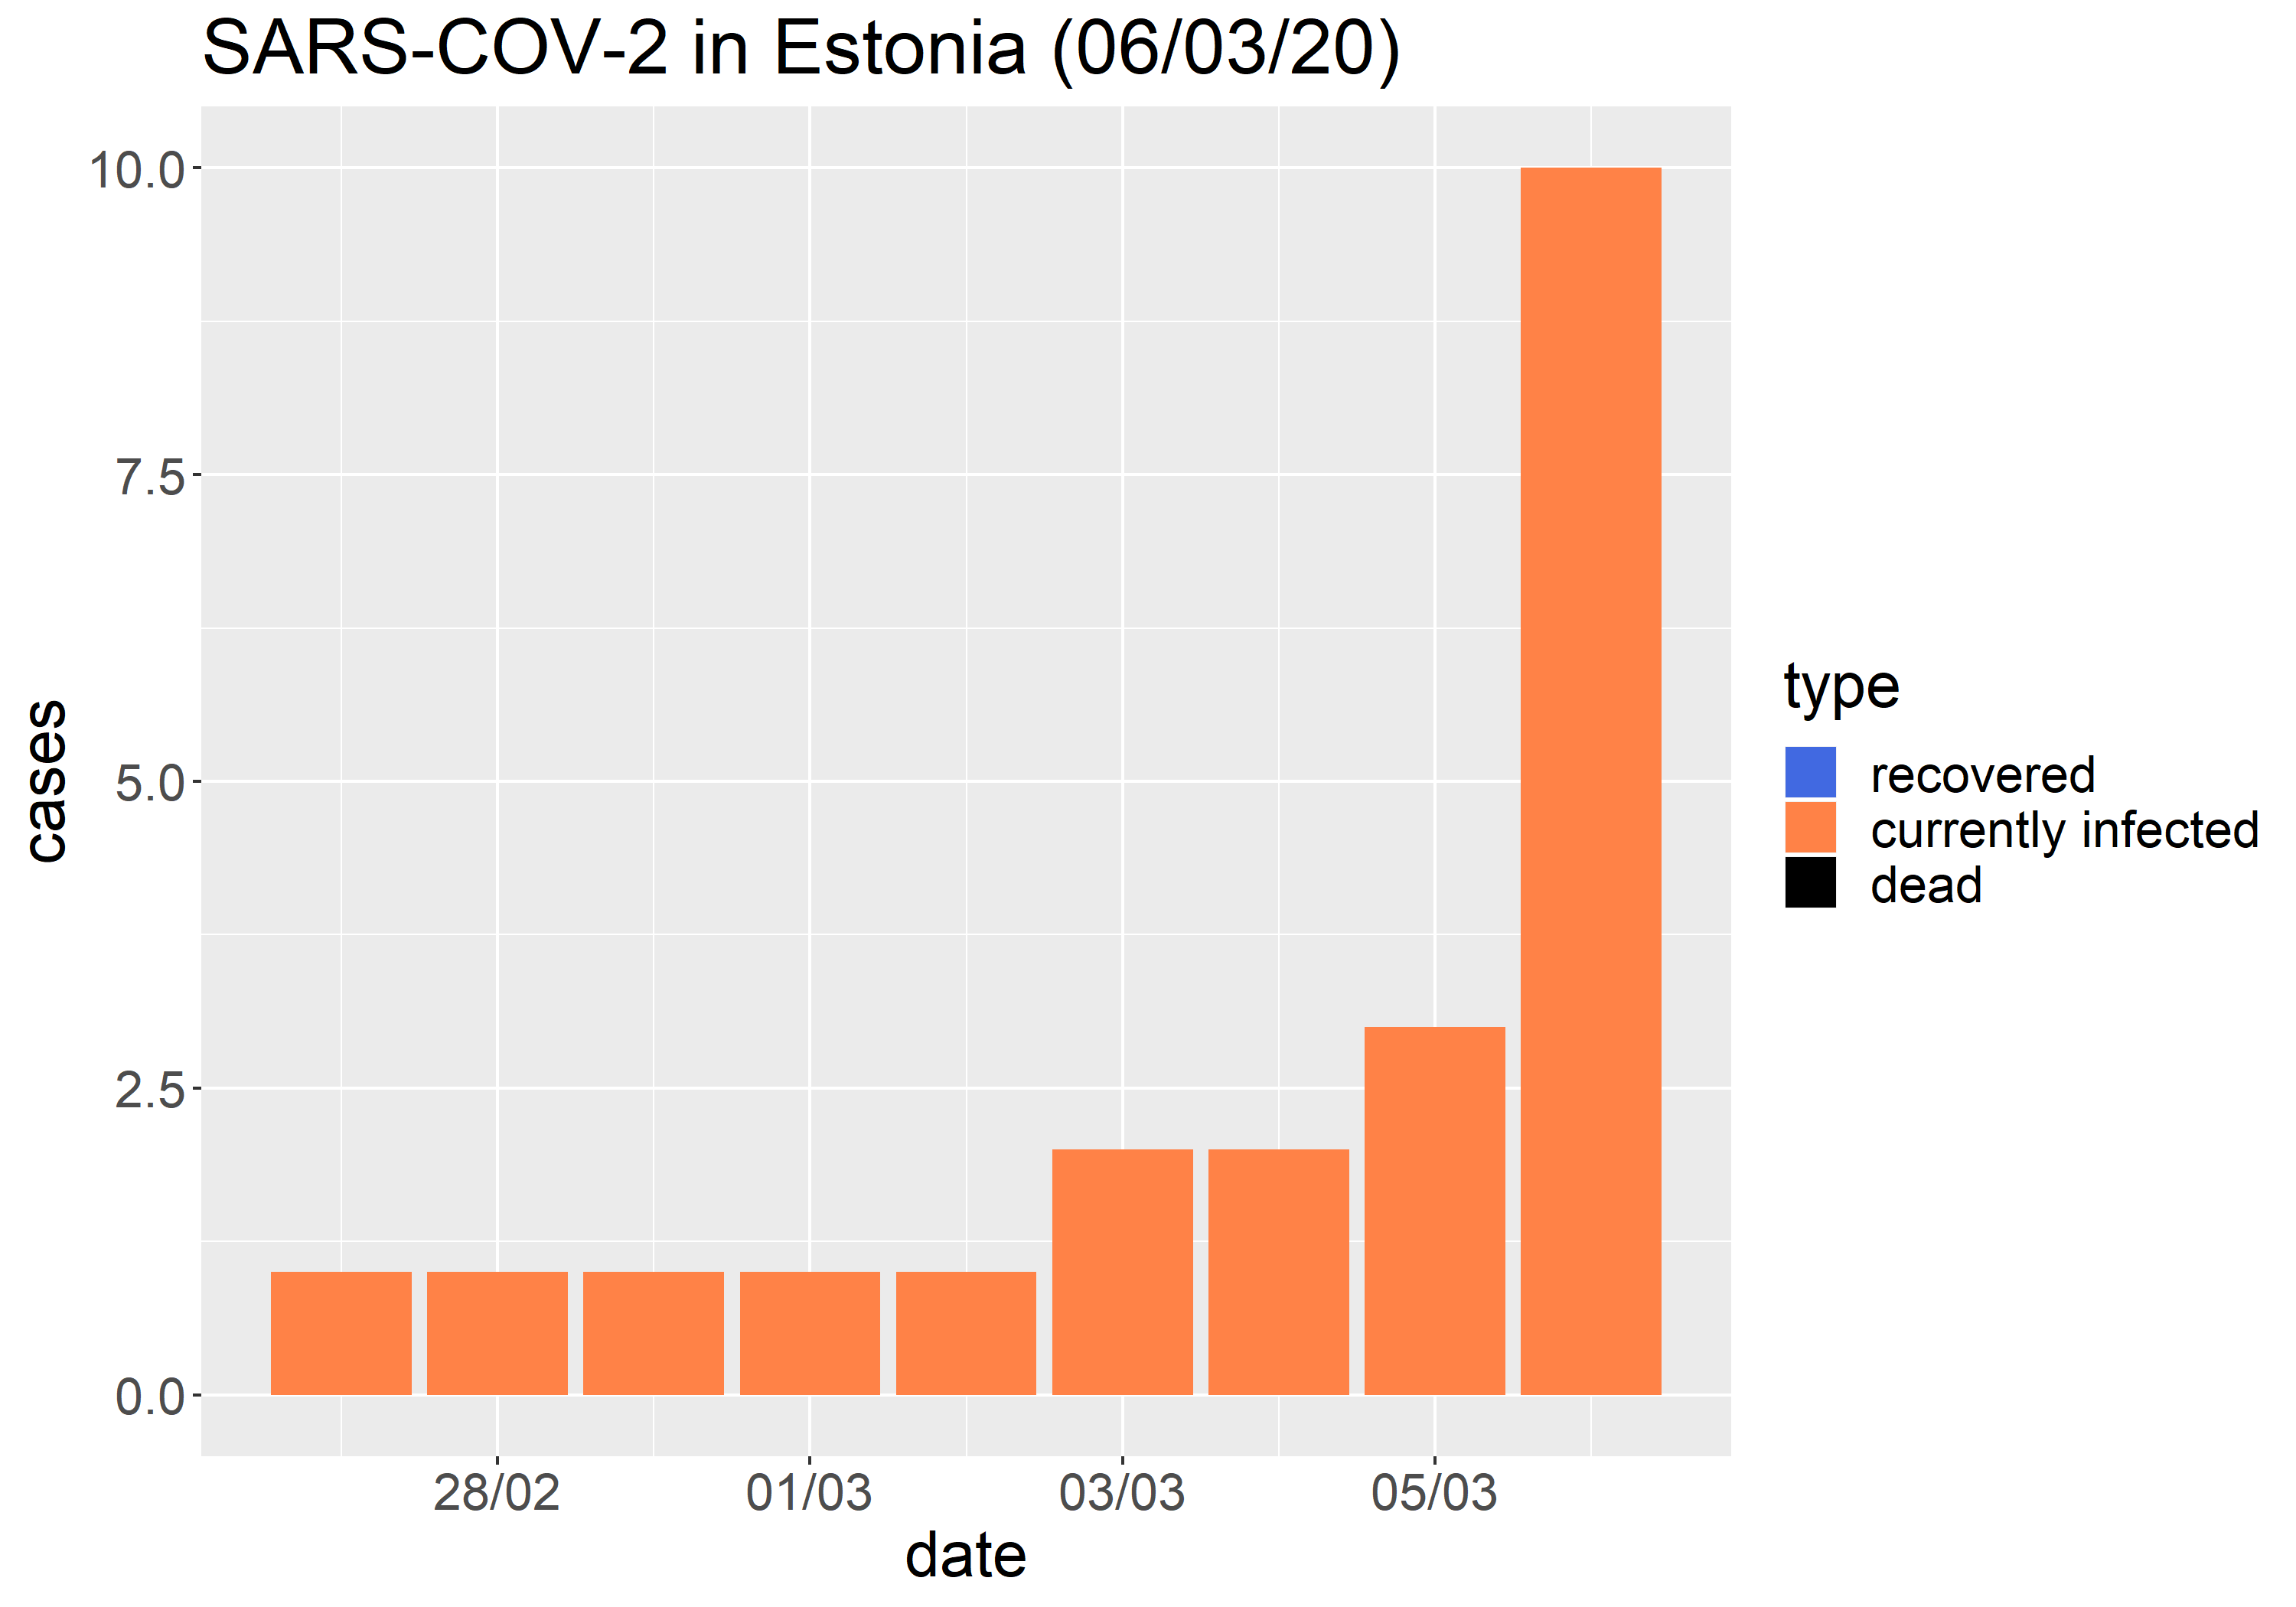 SARS-COV-2 in Estonia (06/03/20)
10.0
7.5
5.0
2.5
0.0
cases
28/02 01/03 03/03 05/03
date
type
recovered
currently infected
dead